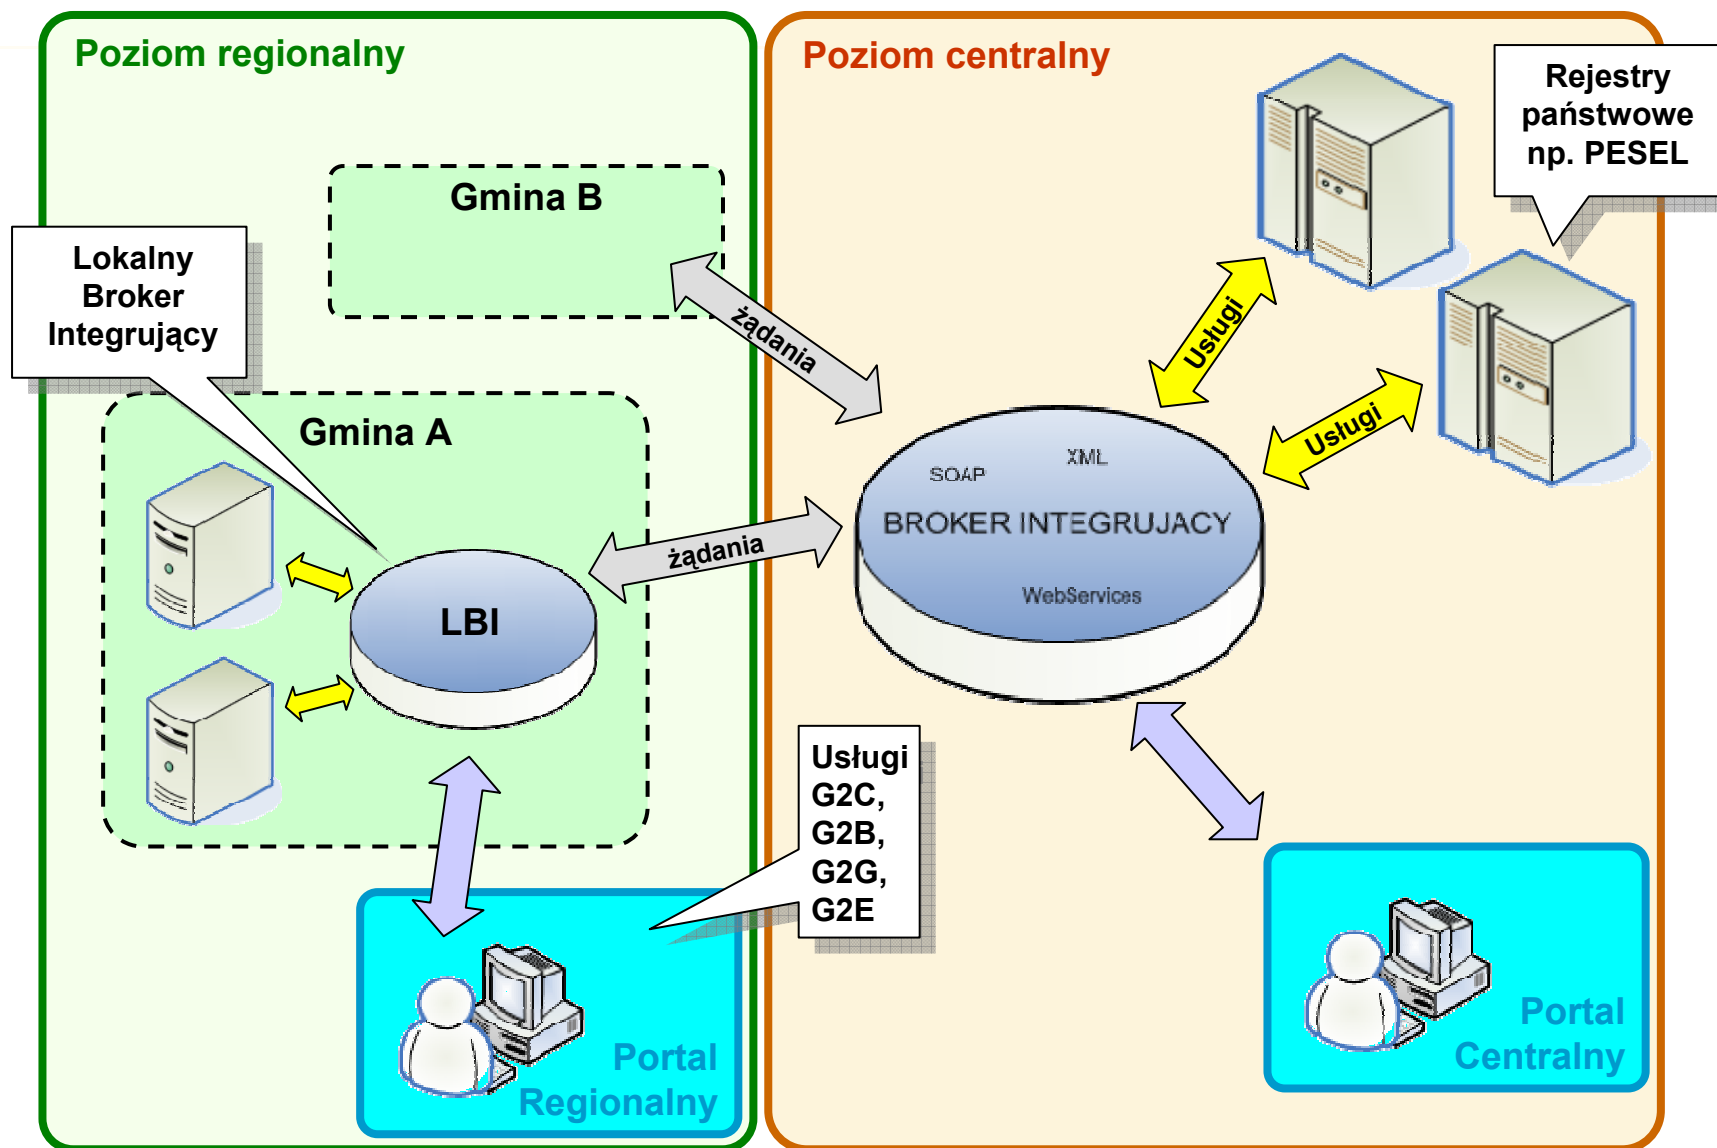 Poziom regionalny
Poziom centralny
Rejestry
państwowe
np. PESEL
Gmina B
Lokalny
Broker
Integrujący
żądania
Usługi
Usługi
Gmina A
SOAP
XML
BROKER INTEGRUJACY
WebServices
żądania
LBI
Usługi
G2C,
G2B,
G2G,
G2E
Portal
Regionalny
Portal
Centralny